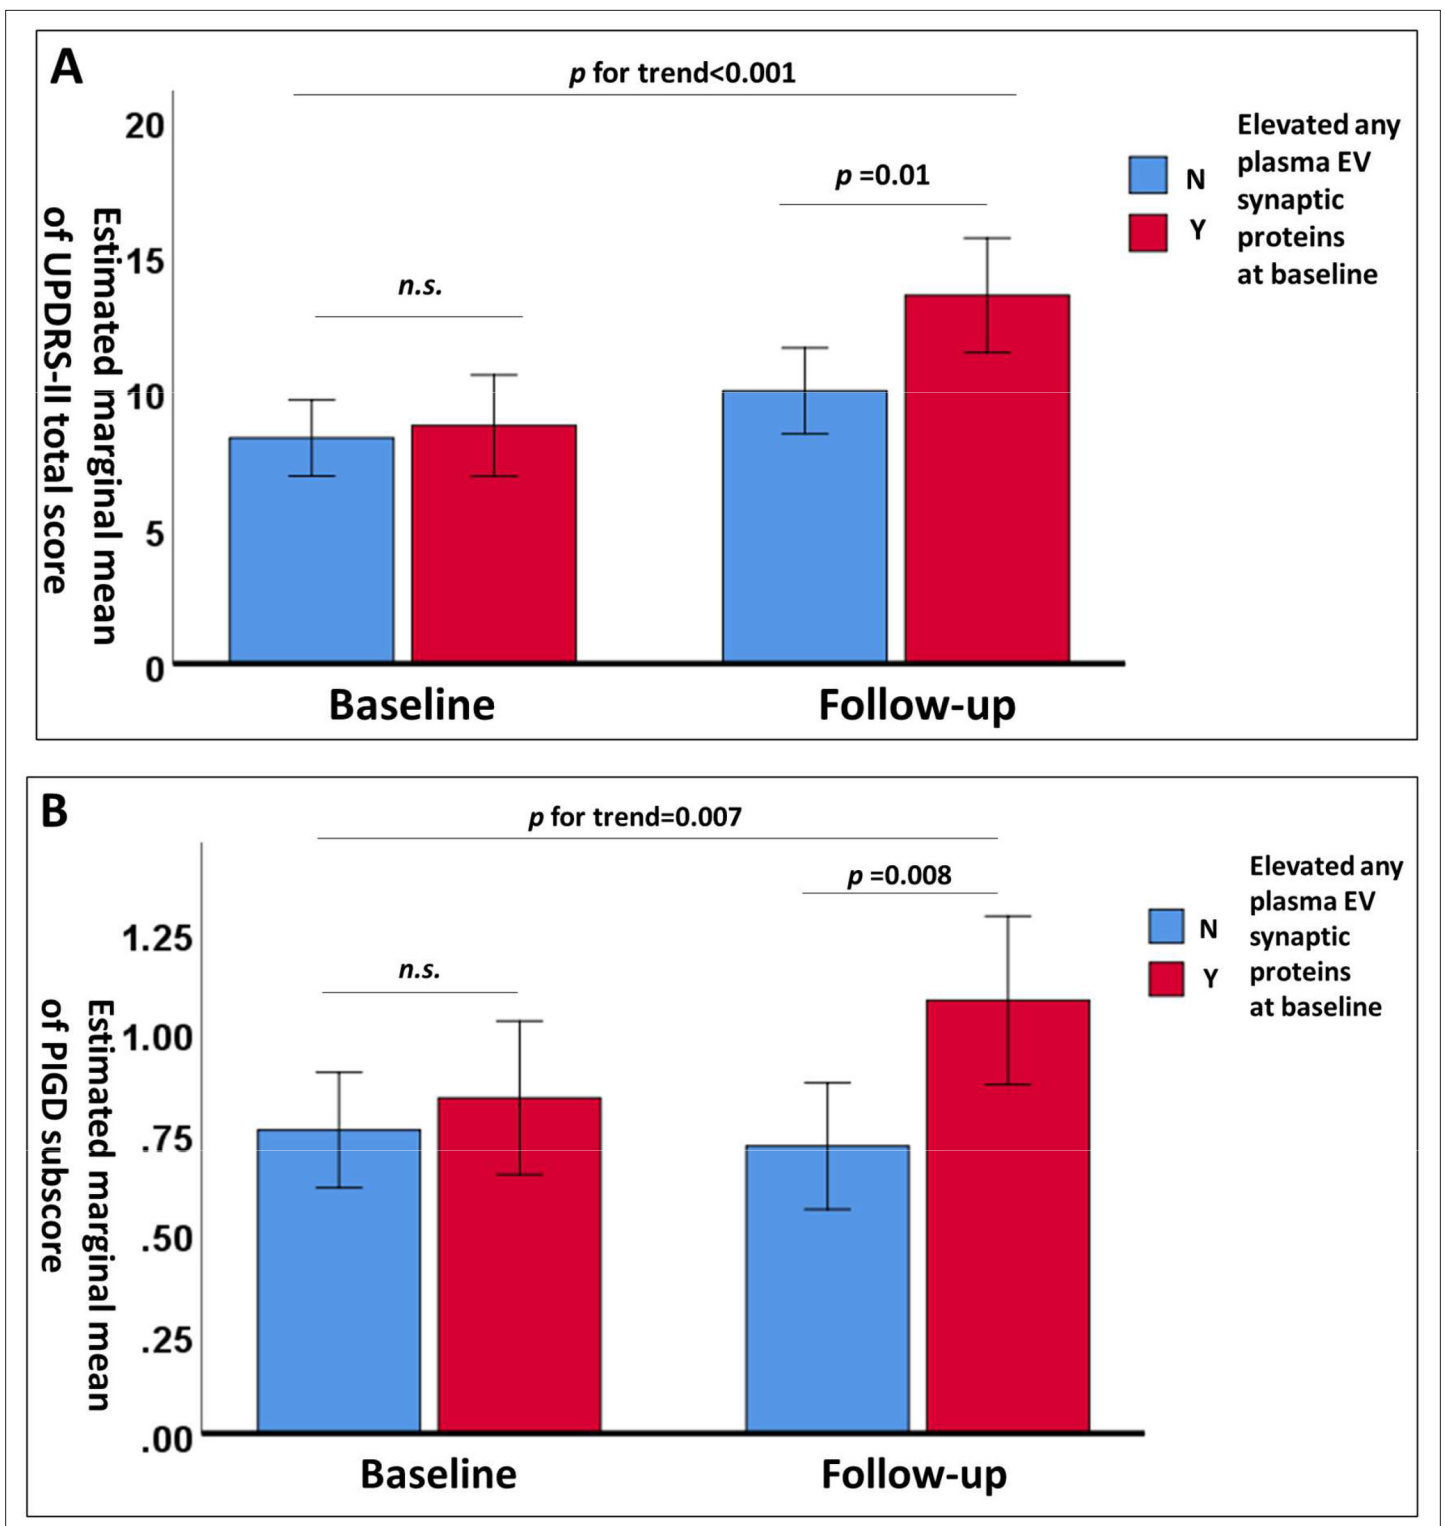 A
p for trend<0.001
20
15
10
5
0
Estimated marginal mean
of UPDRS-II total score
n.s.
p =0.01
N
Y
Elevated any
plasma EV
synaptic
proteins
at baseline
Baseline
Follow-up
B
p for trend=0.007
p =0.008
n.s.
1.25
1.00
.75
.50
.25
.00
Estimated marginal mean
of PIGD subscore
N
Y
Elevated any
plasma EV
synaptic
proteins
at baseline
Baseline
Follow-up